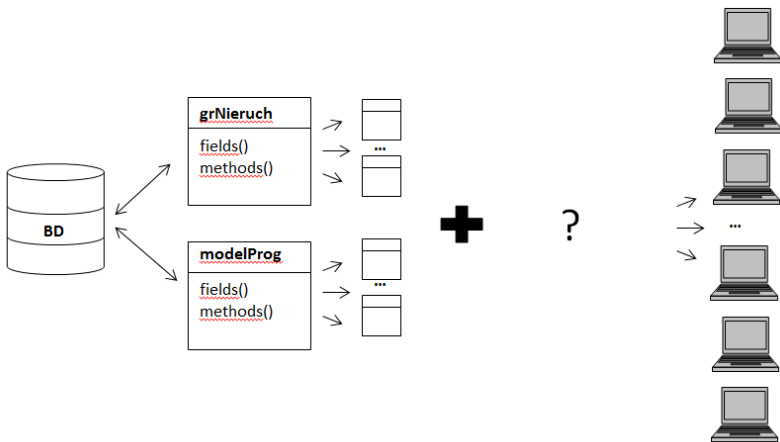 BD
grNieruch
fields()
methods()
...
modelProg
fields()
methods()
...
?
...